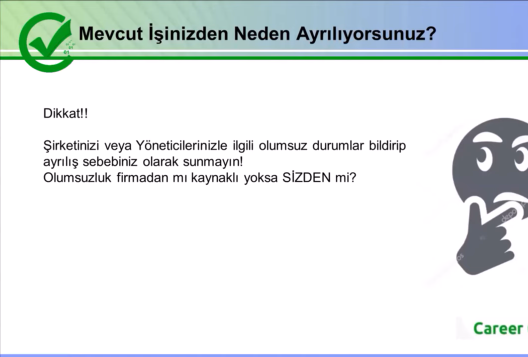 Mevcut İşinizden Neden Ayrılıyorsunuz?
Dikkat!!
Şirketinizi veya Yöneticilerinizle ilgili olumsuz durumlar bildirip
ayrılış sebebiniz olarak sunmayın!
Olumsuzluk firmadan mı kaynaklı yoksa SİZDEN mi?
Career